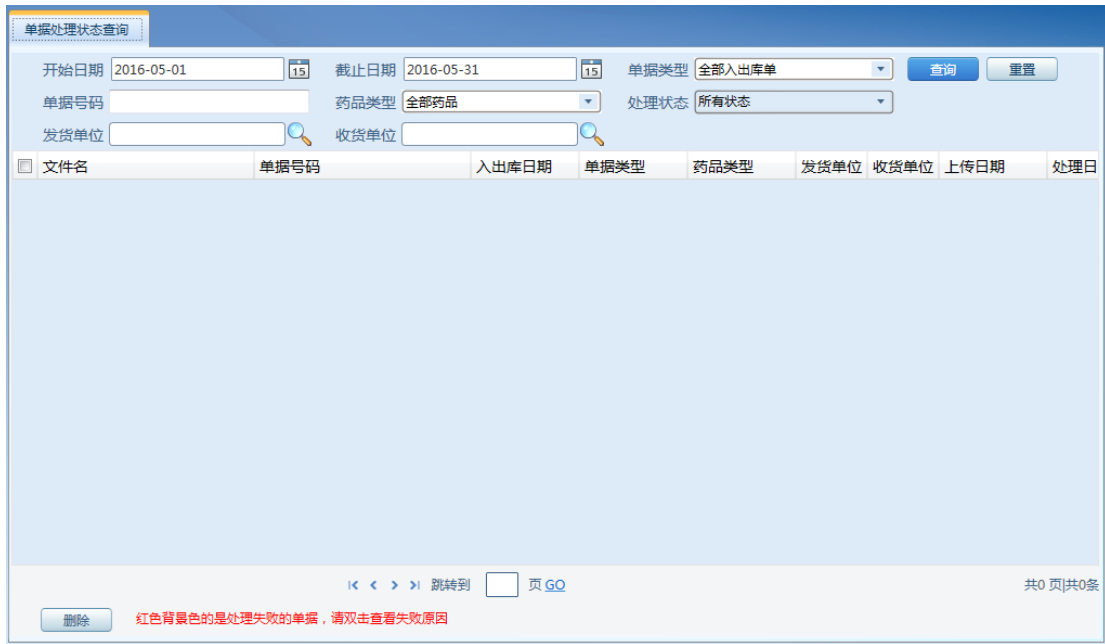 单据处理状态查询
开始日期 2016-05-01 15 截止日期 2016-05-31 15 单据类型 全部入出库单 查询 重置
单据号码 药品类型 全部药品 处理状态 所有状态
发货单位 收货单位
文件名 单据号码 入出库日期 单据类型 药品类型 发货单位 收货单位 上传日期 处理日
跳转到 页 GO 共0 页|共0条
删除 红色背景色的是处理失败的单据，请双击查看失败原因